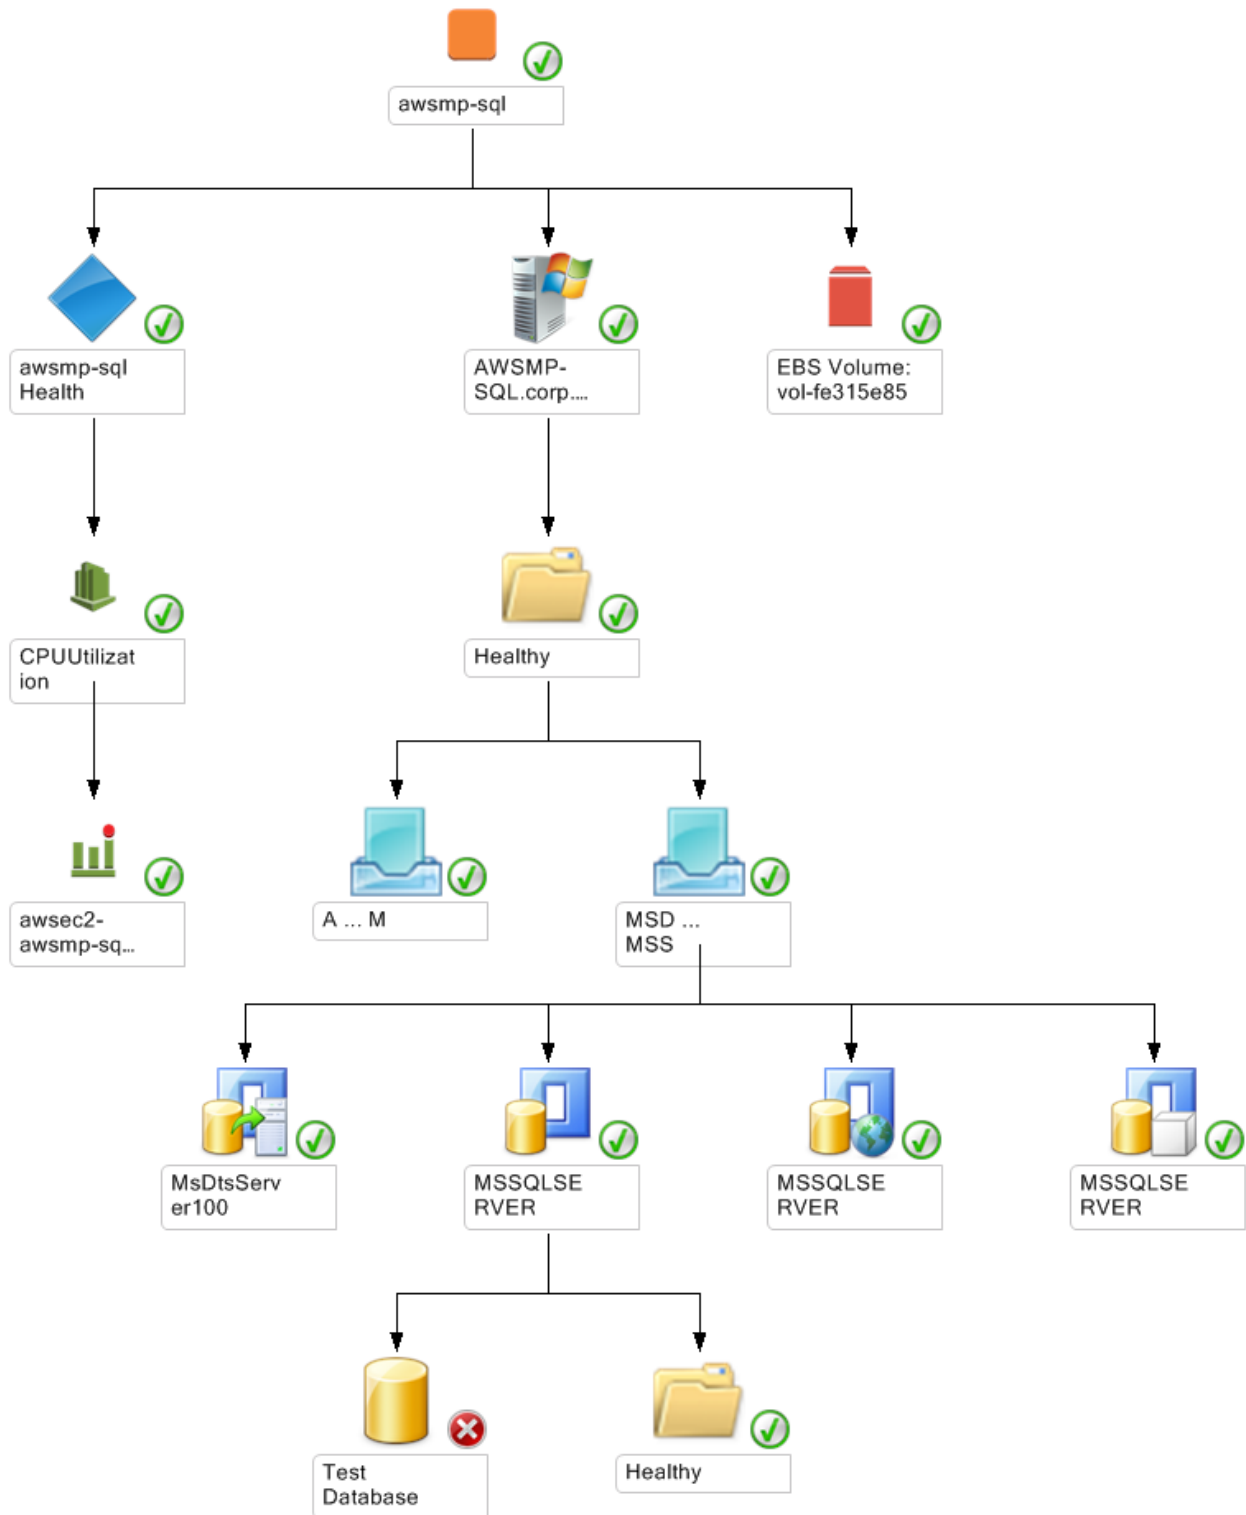 awsmp-sql
awsmp-sql
Health
AWSMP-
SQL.corp....
EBS Volume:
vol-fe315e85
CPUUtilizat
ion
Healthy
awsec2-
awsmp-sq...
A ... M
MSD ...
MSS
MsDtsServ
er100
MSSQLSE
RVER
MSSQLSE
RVER
MSSQLSE
RVER
Test
Database
Healthy